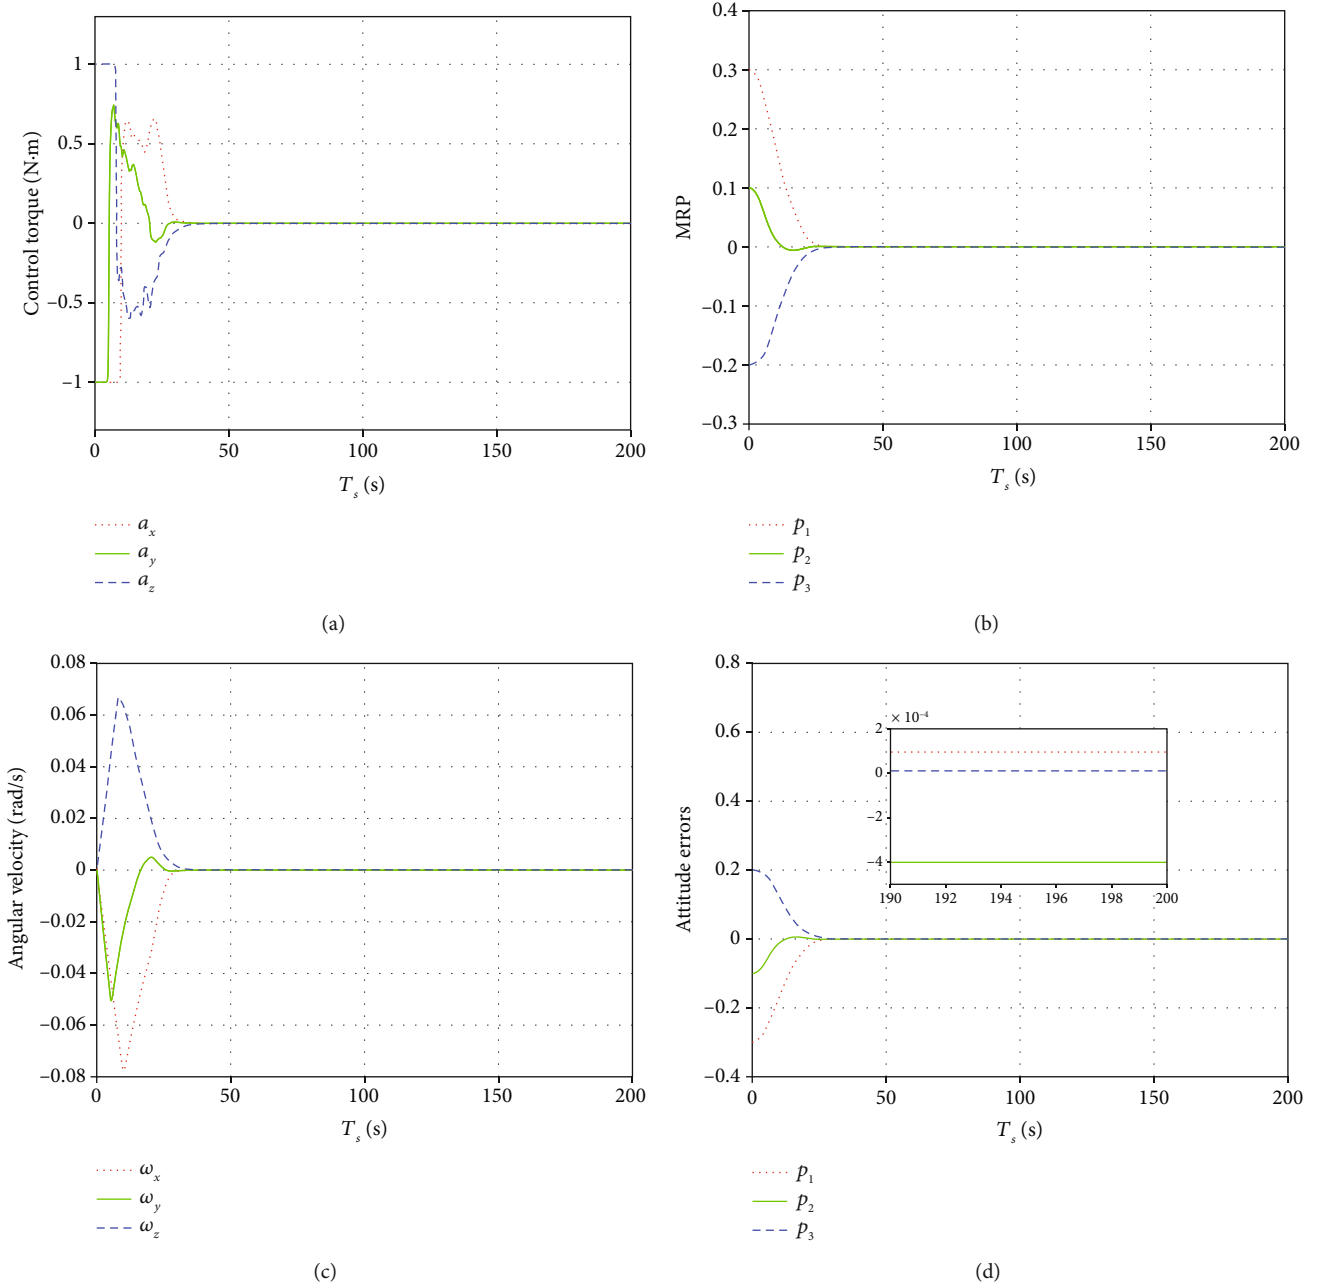 Control torque (N·m)
1
0.5
0
–0.5
–1
0 50 100 150 200
T_s (s)
a_x
a_y
a_z
(a)
MRP
0.4
0.3
0.2
0.1
0
–0.1
–0.2
–0.3
0 50 100 150 200
T_s (s)
p_1
p_2
p_3
(b)
Angular velocity (rad/s)
0.08
0.06
0.04
0.02
0
–0.02
–0.04
–0.06
–0.08
0 50 100 150 200
T_s (s)
ω_x
ω_y
ω_z
(c)
Attitude errors
0.8
0.6
0.4
0.2
0
–0.2
–0.4
0 50 100 150 200
× 10⁻⁴
2
0
–2
–4
190 192 194 196 198 200
T_s (s)
p_1
p_2
p_3
(d)